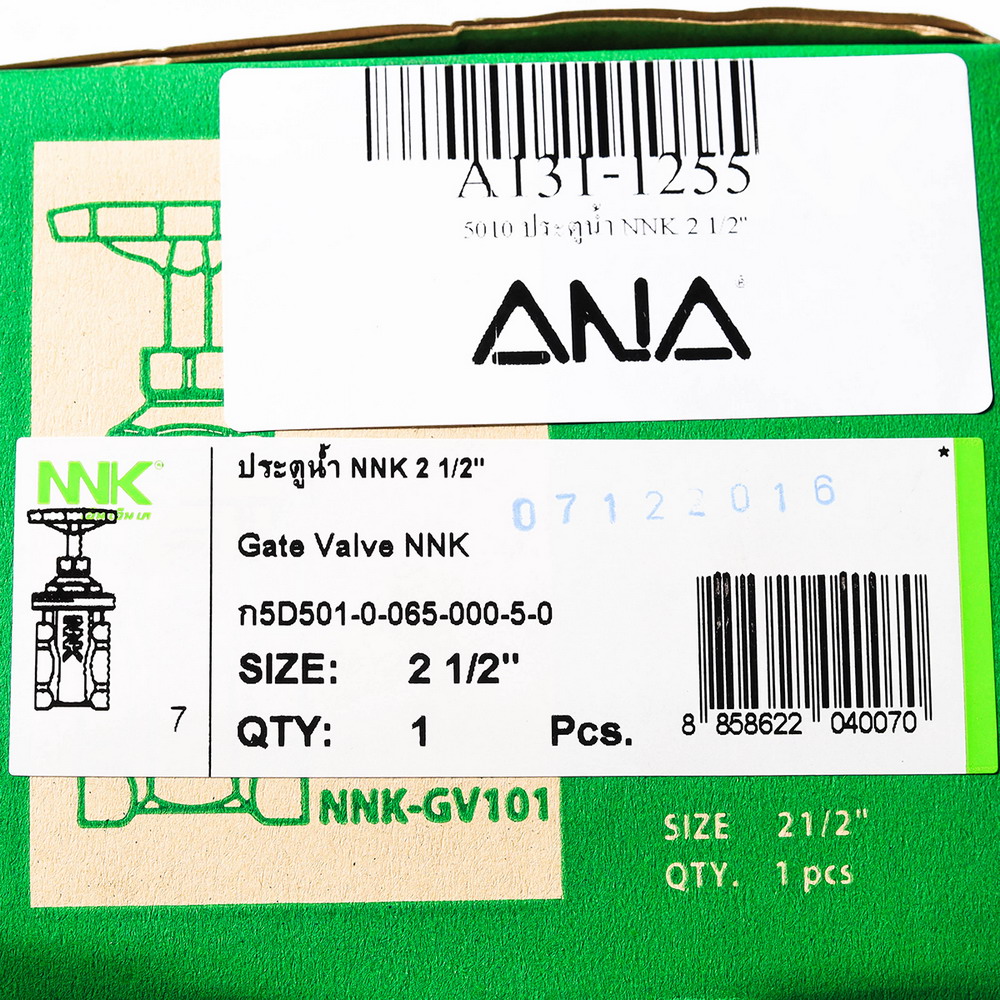 A131-1255
5010 ประตูน้ำ NNK 2 1/2"
ANA®
NNK®
ประตูน้ำ NNK 2 1/2"
07122016
Gate Valve NNK
ก5D501-0-065-000-5-0
SIZE: 2 1/2"
QTY: 1 Pcs.
NNK
7
8 858622 040070
NNK-GV101
SIZE 21/2"
QTY. 1 pcs